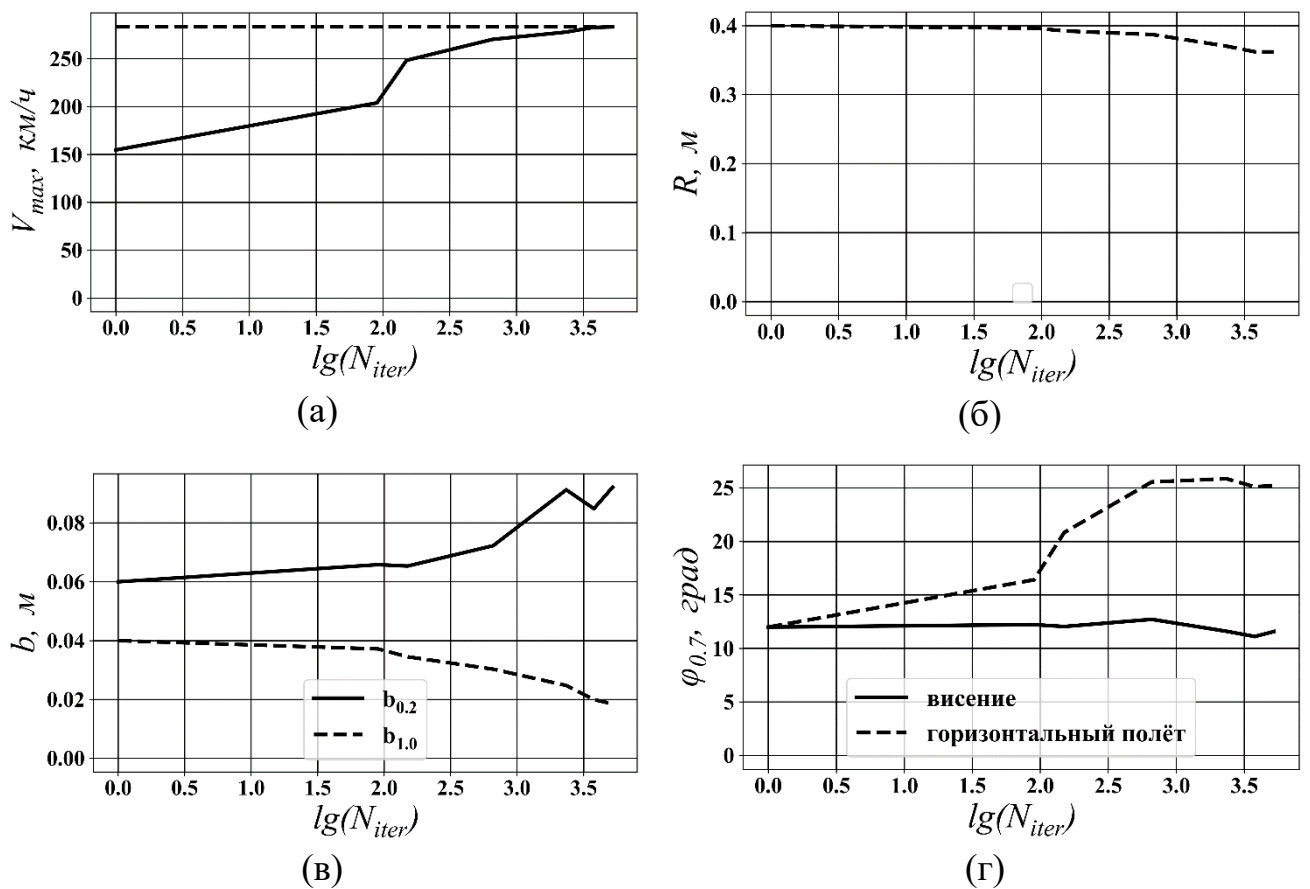 V_max, км/ч
250
200
150
100
50
0
0.0 0.5 1.0 1.5 2.0 2.5 3.0 3.5
lg(N_iter)
(а)
R, м
0.4
0.3
0.2
0.1
0.0
0.0 0.5 1.0 1.5 2.0 2.5 3.0 3.5
lg(N_iter)
(б)
b, м
0.08
0.06
0.04
0.02
0.00
b_0.2
b_1.0
0.0 0.5 1.0 1.5 2.0 2.5 3.0 3.5
lg(N_iter)
(в)
φ_0.7, град
25
20
15
10
5
0
висение
горизонтальный полёт
0.0 0.5 1.0 1.5 2.0 2.5 3.0 3.5
lg(N_iter)
(г)